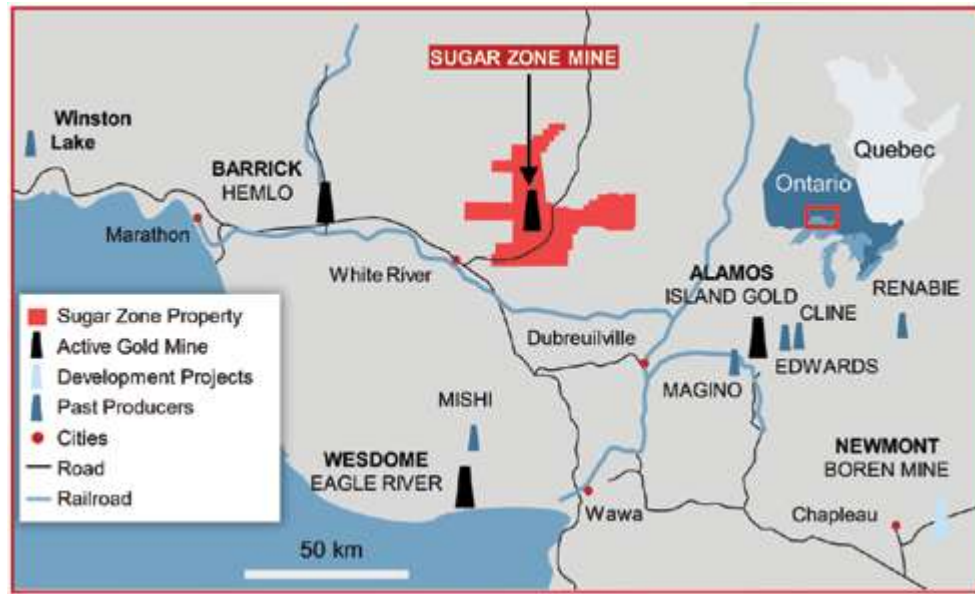 SUGAR ZONE MINE
Winston
Lake
BARRICK
HEMLO
Quebec
Ontario
Marathon
White River
ALAMOS
ISLAND GOLD
RENABIE
CLINE
Dubreuilville
EDWARDS
MAGINO
Sugar Zone Property
Active Gold Mine
Development Projects
Past Producers
Cities
Road
Railroad
MISHI
WESDOME
EAGLE RIVER
NEWMONT
BOREN MINE
Wawa
Chapleau
50 km